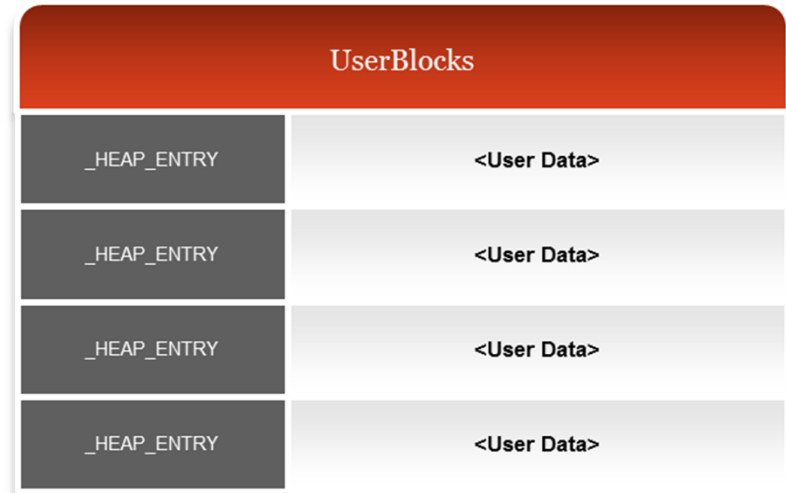 UserBlocks
_HEAP_ENTRY <User Data>
_HEAP_ENTRY <User Data>
_HEAP_ENTRY <User Data>
_HEAP_ENTRY <User Data>